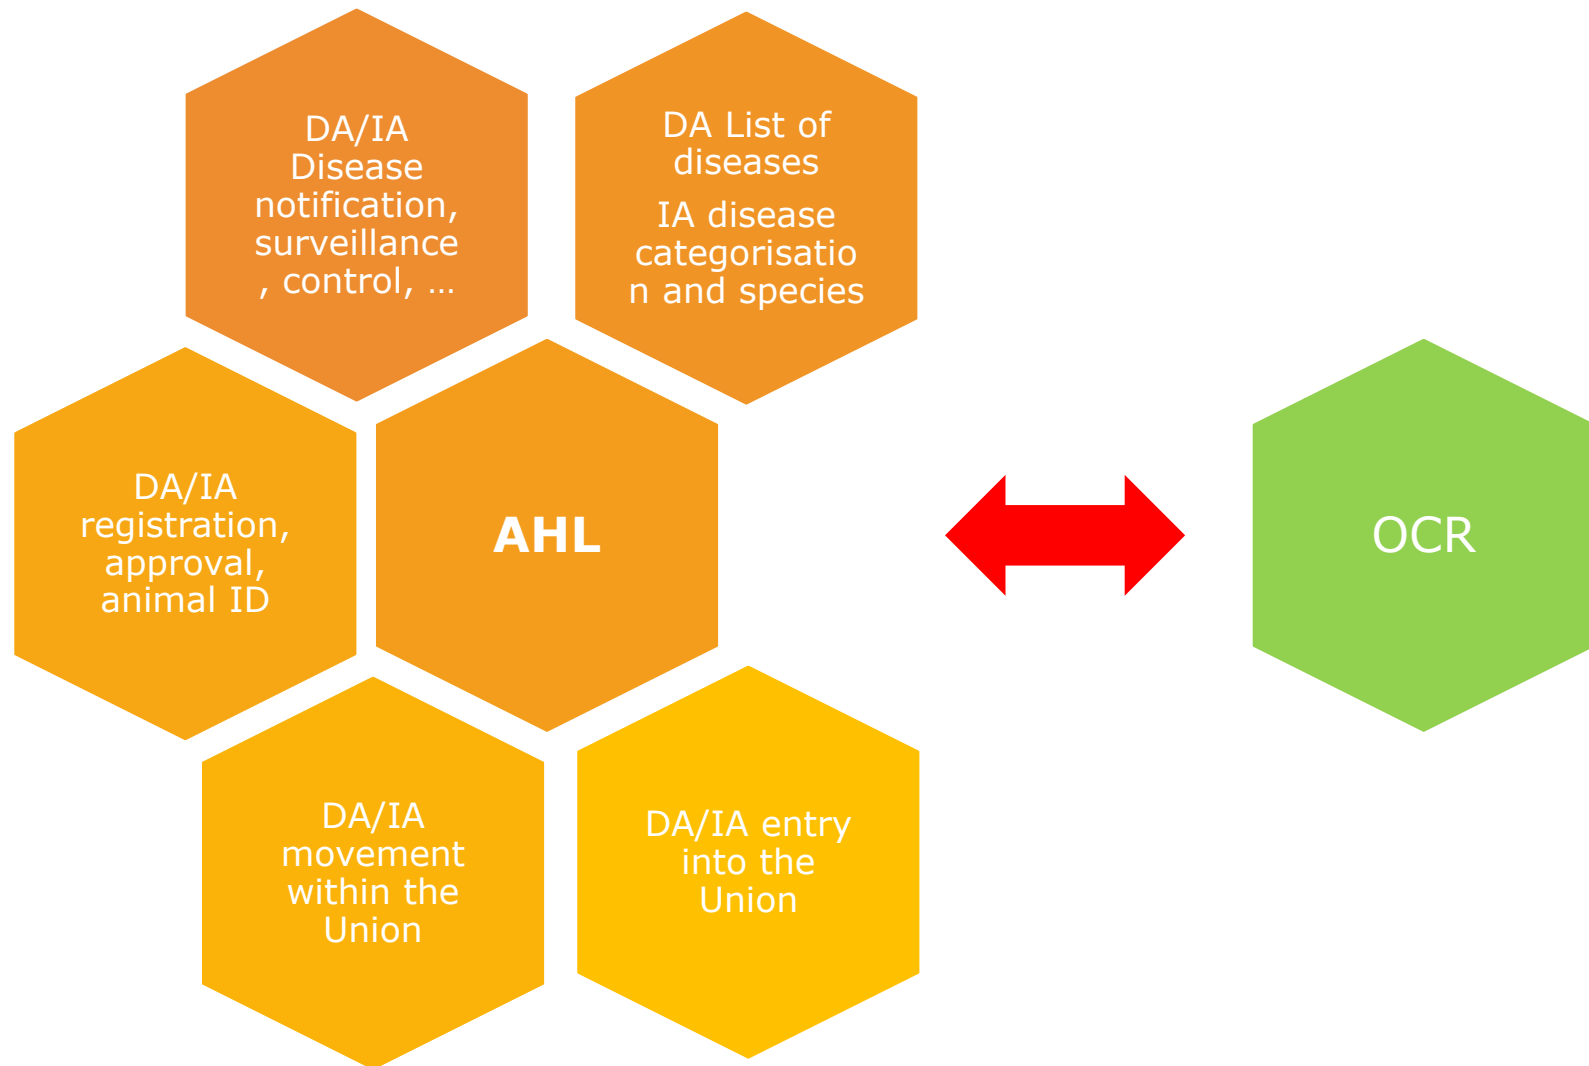 DA/IA
Disease
notification,
surveillance
, control, …
DA List of
diseases
IA disease
categorisatio
n and species
DA/IA
registration,
approval,
animal ID
AHL
OCR
DA/IA
movement
within the
Union
DA/IA entry
into the
Union